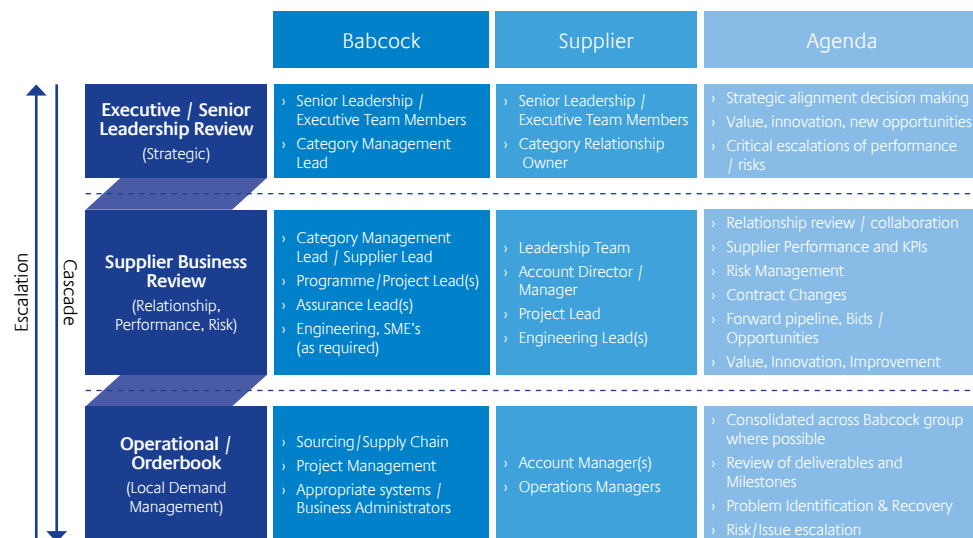 Babcock
Supplier
Agenda
Escalation
Cascade
Executive / Senior
Leadership Review
(Strategic)
› Senior Leadership /
Executive Team Members
› Category Management
Lead
› Senior Leadership /
Executive Team Members
› Category Relationship
Owner
› Strategic alignment decision making
› Value, innovation, new opportunities
› Critical escalations of performance
/ risks
Supplier Business
Review
(Relationship,
Performance, Risk)
› Category Management
Lead / Supplier Lead
› Programme/Project Lead(s)
› Assurance Lead(s)
› Engineering, SME's
(as required)
› Leadership Team
› Account Director /
Manager
› Project Lead
› Engineering Lead(s)
› Relationship review / collaboration
› Supplier Performance and KPIs
› Risk Management
› Contract Changes
› Forward pipeline, Bids /
Opportunities
› Value, Innovation, Improvement
Operational /
Orderbook
(Local Demand
Management)
› Sourcing/Supply Chain
› Project Management
› Appropriate systems /
Business Administrators
› Account Manager(s)
› Operations Managers
› Consolidated across Babcock group
where possible
› Review of deliverables and
Milestones
› Problem Identification & Recovery
› Risk/Issue escalation